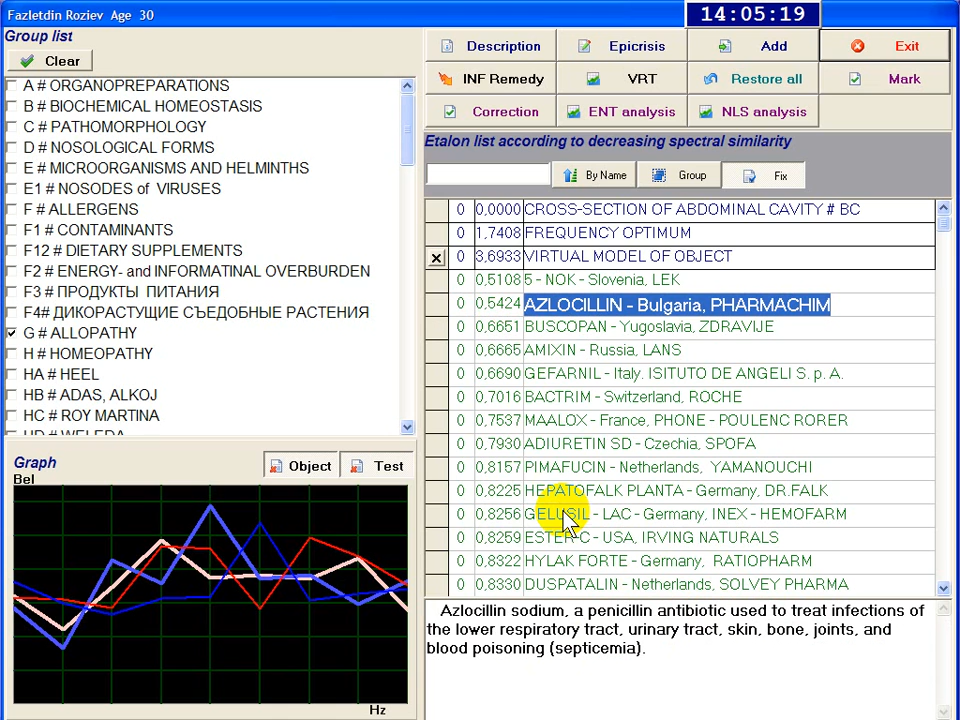 Fazletdin Roziev Age 30
14:05:19
Group list
Clear
A # ORGANOPREPARATIONS
B # BIOCHEMICAL HOMEOSTASIS
C # PATHOMORPHOLOGY
D # NOSOLOGICAL FORMS
E # MICROORGANISMS AND HELMINTHS
E1 # NOSODES of VIRUSES
F # ALLERGENS
F1 # CONTAMINANTS
F12 # DIETARY SUPPLEMENTS
F2 # ENERGY- and INFORMATINAL OVERBURDEN
F3 # ПРОДУКТЫ ПИТАНИЯ
F4# ДИКОРАСТУЩИЕ СЪЕДОБНЫЕ РАСТЕНИЯ
G # ALLOPATHY
H # HOMEOPATHY
HA # HEEL
HB # ADAS, ALKOJ
HC # ROY MARTINA
HD # WELEDA
Graph
Object
Test
Bel
Hz
Description
Epicrisis
Add
Exit
INF Remedy
VRT
Restore all
Mark
Correction
ENT analysis
NLS analysis
Etalon list according to decreasing spectral similarity
By Name
Group
Fix
0 0,0000 CROSS-SECTION OF ABDOMINAL CAVITY # BC
0 1,7408 FREQUENCY OPTIMUM
0 3,6933 VIRTUAL MODEL OF OBJECT
0 0,5108 5 - NOK - Slovenia, LEK
0 0,5424 AZLOCILLIN - Bulgaria, PHARMACHIM
0 0,6651 BUSCOPAN - Yugoslavia, ZDRAVIJE
0 0,6665 AMIXIN - Russia, LANS
0 0,6690 GEFARNIL - Italy. ISITUTO DE ANGELI S. p. A.
0 0,7016 BACTRIM - Switzerland, ROCHE
0 0,7537 MAALOX - France, PHONE - POULENC RORER
0 0,7930 ADIURETIN SD - Czechia, SPOFA
0 0,8157 PIMAFUCIN - Netherlands, YAMANOUCHI
0 0,8225 HEPATOFALK PLANTA - Germany, DR.FALK
0 0,8256 GELUSIL - LAC - Germany, INEX - HEMOFARM
0 0,8259 ESTER-C - USA, IRVING NATURALS
0 0,8322 HYLAK FORTE - Germany, RATIOPHARM
0 0,8330 DUSPATALIN - Netherlands, SOLVEY PHARMA
Azlocillin sodium, a penicillin antibiotic used to treat infections of
the lower respiratory tract, urinary tract, skin, bone, joints, and
blood poisoning (septicemia).